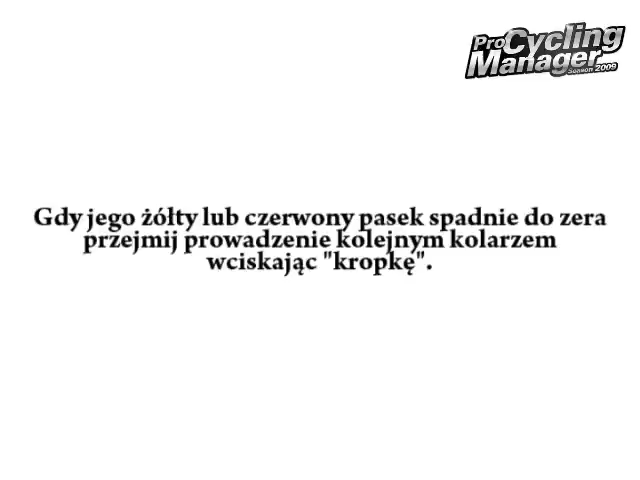 Pro Cycling
Manager
Season 2009
Gdy jego żółty lub czerwony pasek spadnie do zera
przejmij prowadzenie kolejnym kolarzem
wciskając "kropkę".